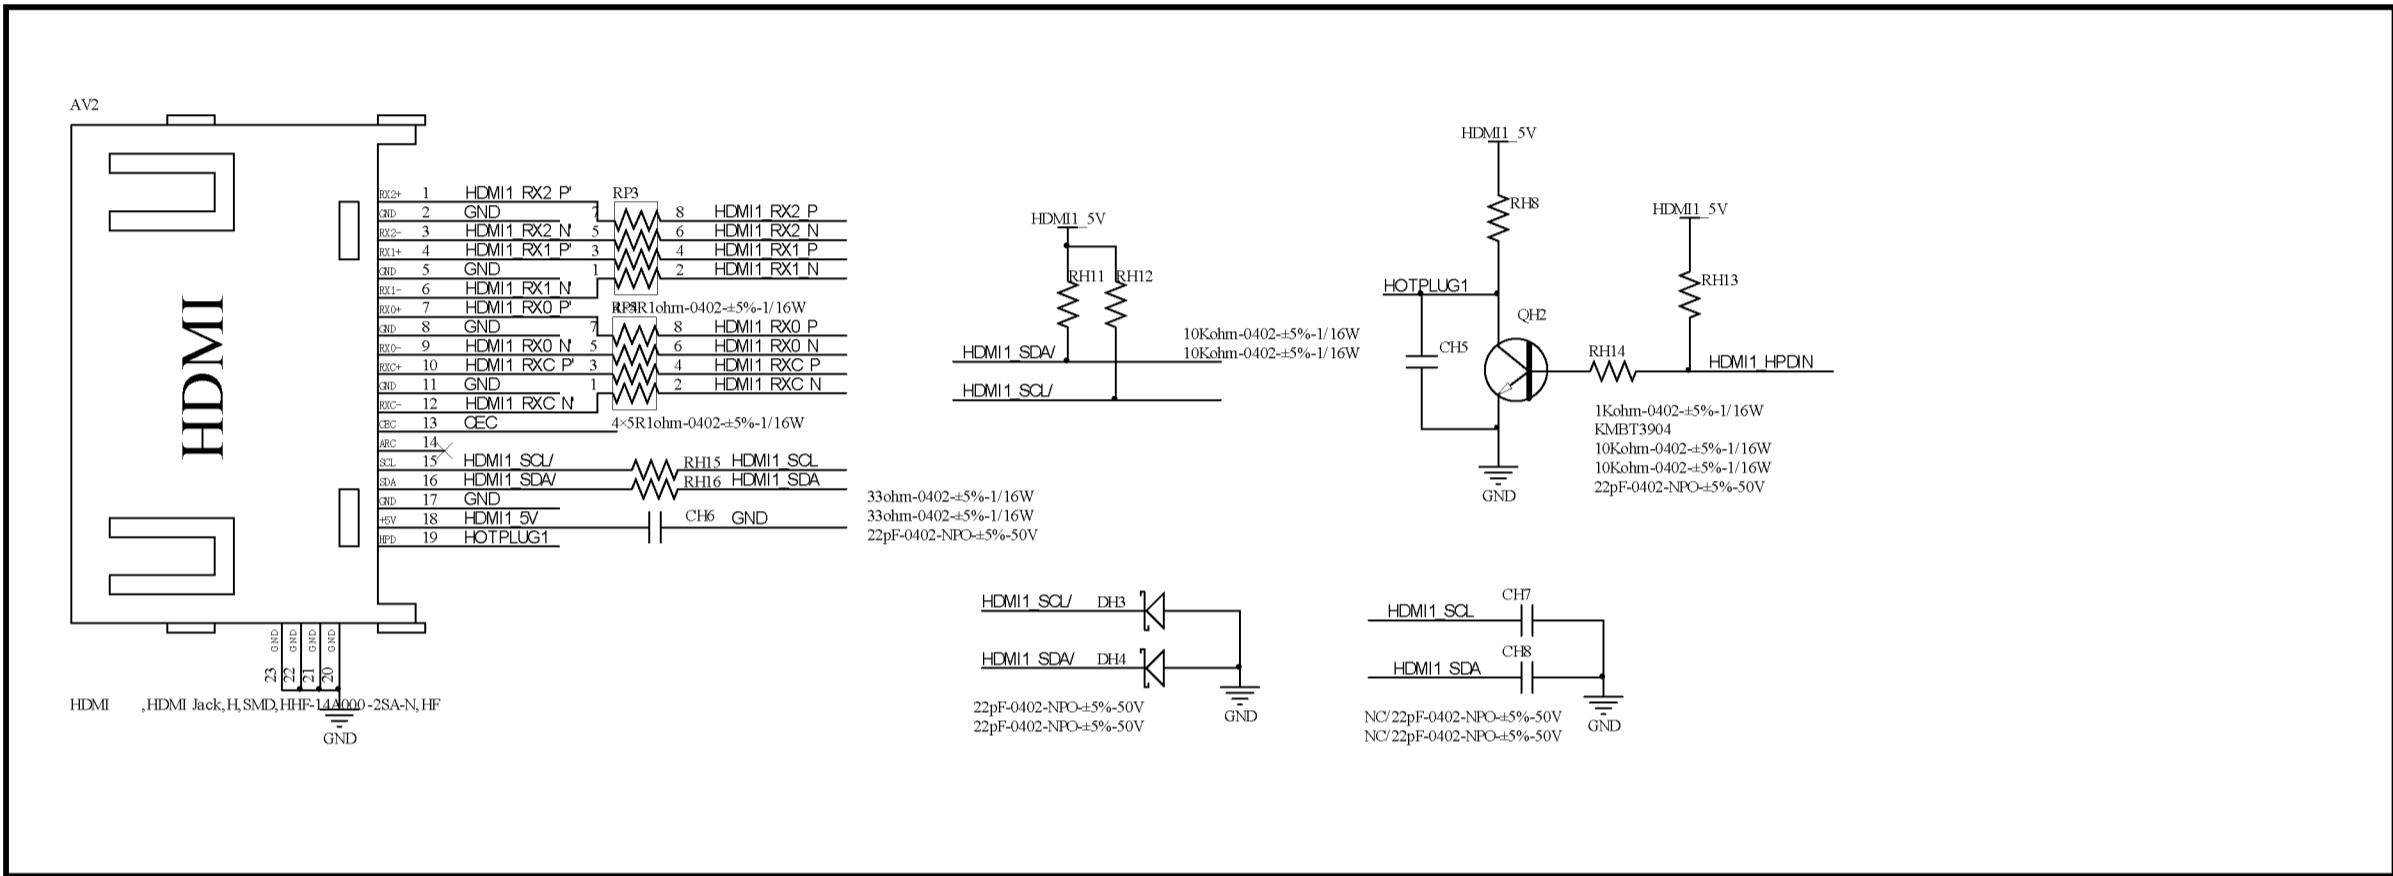 AV2
HDMI
RX2+ 1 HDMI1_RX2_P'
GND 2 GND
RX2- 3 HDMI1_RX2_N'
RX1+ 4 HDMI1_RX1_P'
GND 5 GND
RX1- 6 HDMI1_RX1_N'
RX0+ 7 HDMI1_RX0_P'
GND 8 GND
RX0- 9 HDMI1_RX0_N'
RXC+ 10 HDMI1_RXC_P'
GND 11 GND
RXC- 12 HDMI1_RXC_N'
CEC 13 CEC
ARC 14
SCL 15 HDMI1_SCL/
SDA 16 HDMI1_SDA/
GND 17 GND
+5V 18 HDMI1_5V
HPD 19 HOTPLUG1
RP3
7 8 HDMI1_RX2_P
5 6 HDMI1_RX2_N
3 4 HDMI1_RX1_P
1 2 HDMI1_RX1_N
7 8 HDMI1_RX0_P
5 6 HDMI1_RX0_N
3 4 HDMI1_RXC_P
1 2 HDMI1_RXC_N
4×5R1ohm-0402-±5%-1/16W
RH15 HDMI1_SCL
RH16 HDMI1_SDA
CH6 GND
33ohm-0402-±5%-1/16W
33ohm-0402-±5%-1/16W
22pF-0402-NPO-±5%-50V
GND GND GND GND
23 22 21 20
HDMI ,HDMI Jack,H,SMD,HHF-14A000-2SA-N,HF
GND
HDMI1_5V
RH11 RH12
10Kohm-0402-±5%-1/16W
10Kohm-0402-±5%-1/16W
HDMI1_SDA/
HDMI1_SCL/
HDMI1_5V
RH8
HDMI1_5V
RH13
HOTPLUG1
QH2
CH5
RH14
HDMI1_HPDIN
1Kohm-0402-±5%-1/16W
KMBT3904
10Kohm-0402-±5%-1/16W
10Kohm-0402-±5%-1/16W
22pF-0402-NPO-±5%-50V
GND
HDMI1_SCL/ DH3
HDMI1_SDA/ DH4
22pF-0402-NPO-±5%-50V
22pF-0402-NPO-±5%-50V
GND
HDMI1_SCL CH7
HDMI1_SDA CH8
NC/22pF-0402-NPO-±5%-50V
NC/22pF-0402-NPO-±5%-50V
GND